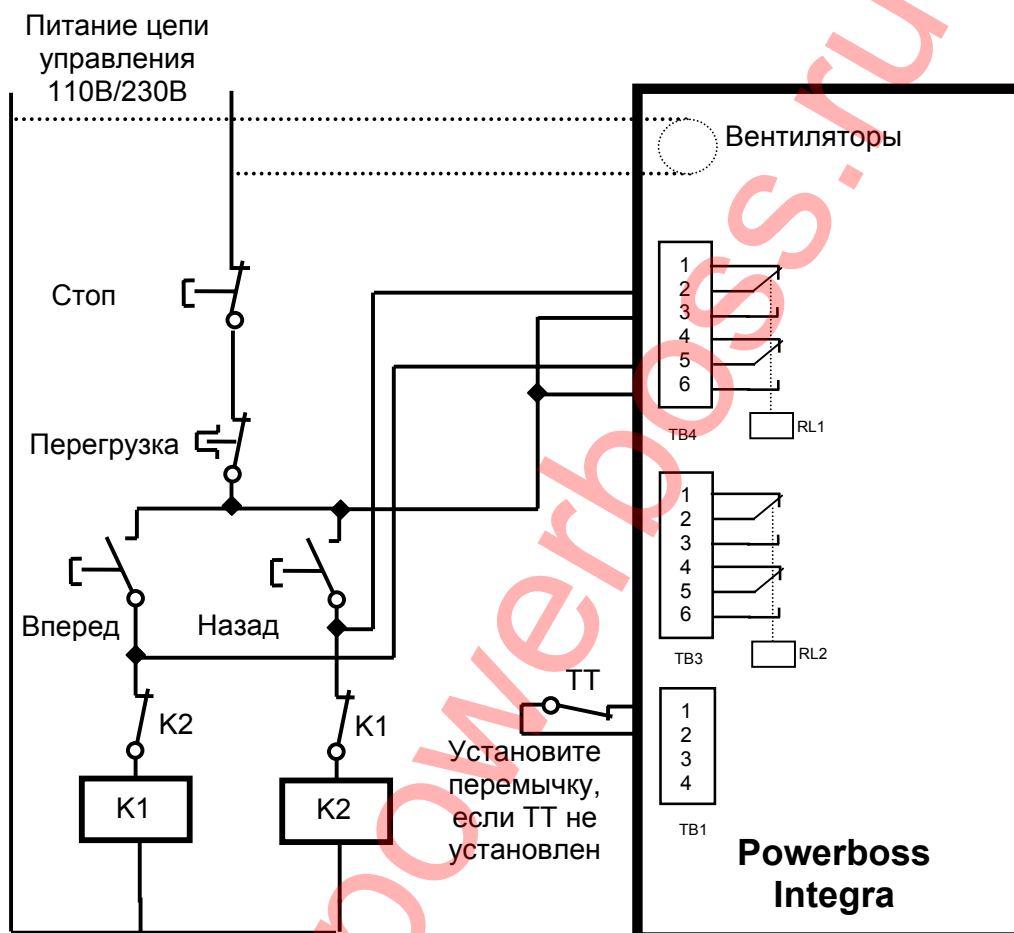 Питание цепи
управления
110В/230В
Вентиляторы
Стоп
1
2
3
4
5
6
TB4
RL1
Перегрузка
1
2
3
4
5
6
TB3
RL2
Вперед
Назад
K2
K1
K1
K2
ТТ
Установите
перемычку,
если ТТ не
установлен
1
2
3
4
TB1
Powerboss
Integra
powerboss.ru